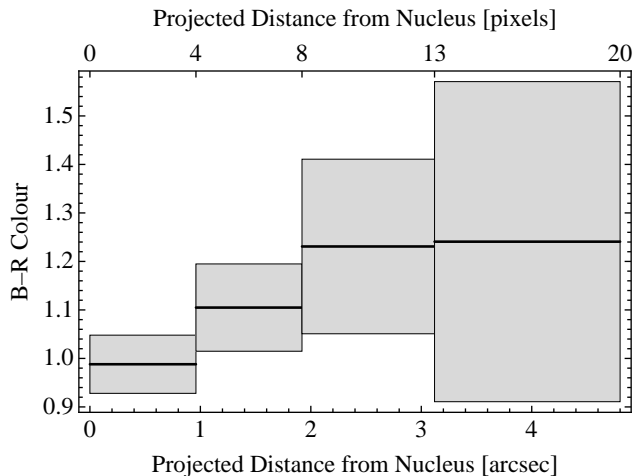 Projected Distance from Nucleus [pixels]
0 4 8 13 20
1.5
1.4
1.3
1.2
1.1
1.0
0.9
B–R Colour
0 1 2 3 4
Projected Distance from Nucleus [arcsec]